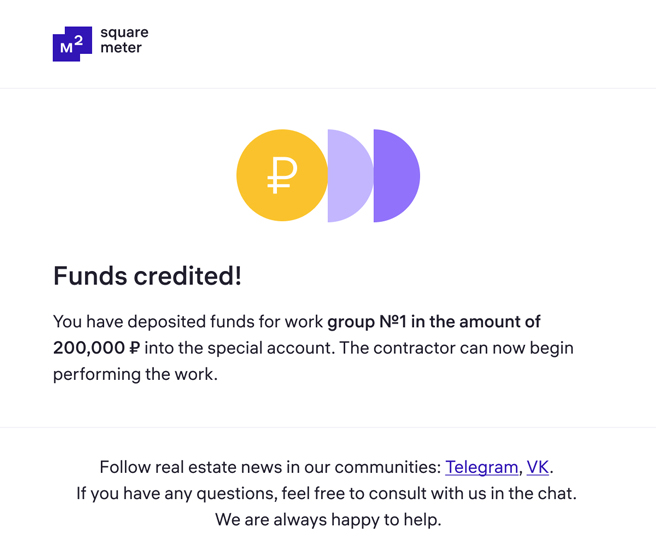 M2
square
meter
₽
Funds credited!
You have deposited funds for work group №1 in the amount of
200,000 ₽ into the special account. The contractor can now begin
performing the work.
Follow real estate news in our communities: Telegram, VK.
If you have any questions, feel free to consult with us in the chat.
We are always happy to help.